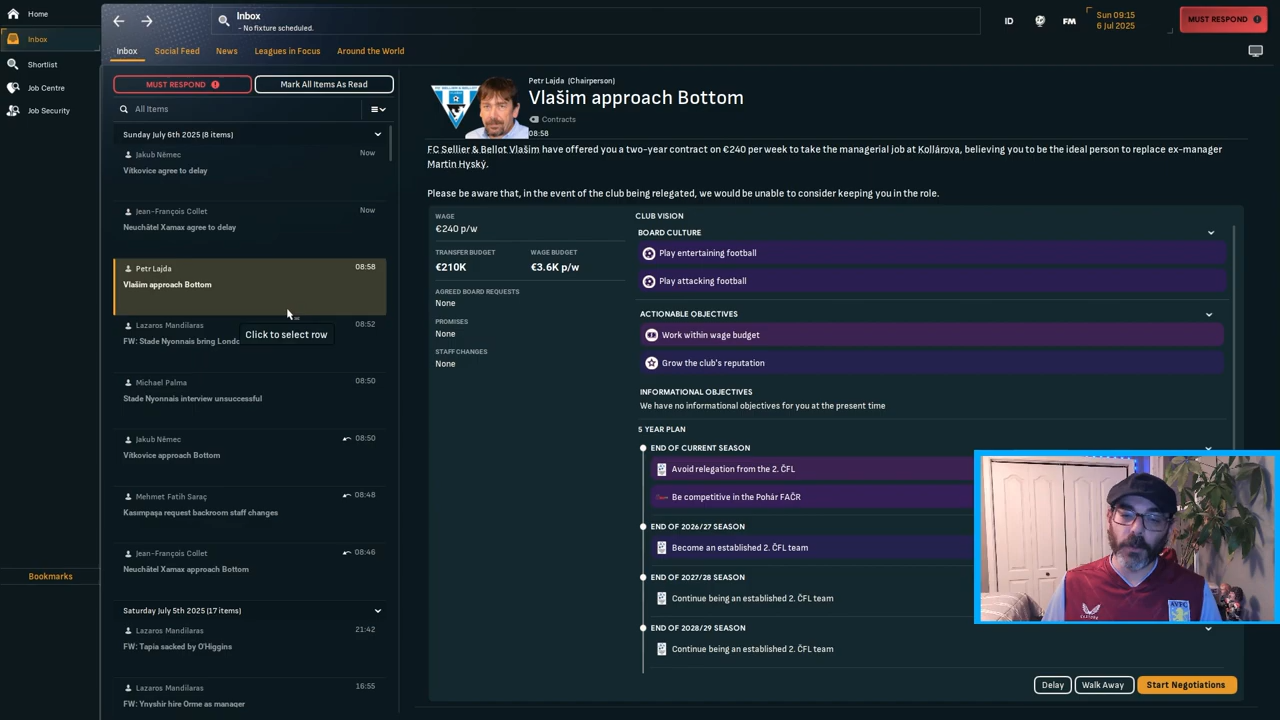 Home
Inbox
Shortlist
Job Centre
Job Security
Bookmarks
Inbox
- No fixture scheduled.
ID
FM
Sun 09:15
6 Jul 2025
MUST RESPOND
Inbox
Social Feed
News
Leagues in Focus
Around the World
MUST RESPOND
Mark All Items As Read
All Items
Sunday July 6th 2025 (8 items)
Jakub Němec
Now
Vítkovice agree to delay
Jean-François Collet
Now
Neuchâtel Xamax agree to delay
Petr Lajda
08:58
Vlašim approach Bottom
Lazaros Mandilaras
08:52
FW: Stade Nyonnais bring Londo
Click to select row
Michael Palma
08:50
Stade Nyonnais interview unsuccessful
Jakub Němec
08:50
Vítkovice approach Bottom
Mehmet Fatih Saraç
08:48
Kasımpaşa request backroom staff changes
Jean-François Collet
08:46
Neuchâtel Xamax approach Bottom
Saturday July 5th 2025 (17 items)
Lazaros Mandilaras
21:42
FW: Tapia sacked by O'Higgins
Lazaros Mandilaras
16:55
FW: Ynyshir hire Orme as manager
Petr Lajda (Chairperson)
Vlašim approach Bottom
Contracts
08:58
FC Sellier & Bellot Vlašim have offered you a two-year contract on €240 per week to take the managerial job at Kollárova, believing you to be the ideal person to replace ex-manager
Martin Hyský.
Please be aware that, in the event of the club being relegated, we would be unable to consider keeping you in the role.
WAGE
€240 p/w
TRANSFER BUDGET
€210K
WAGE BUDGET
€3.6K p/w
AGREED BOARD REQUESTS
None
PROMISES
None
STAFF CHANGES
None
CLUB VISION
BOARD CULTURE
Play entertaining football
Play attacking football
ACTIONABLE OBJECTIVES
Work within wage budget
Grow the club's reputation
INFORMATIONAL OBJECTIVES
We have no informational objectives for you at the present time
5 YEAR PLAN
END OF CURRENT SEASON
Avoid relegation from the 2. ČFL
Be competitive in the Pohár FAČR
END OF 2026/27 SEASON
Become an established 2. ČFL team
END OF 2027/28 SEASON
Continue being an established 2. ČFL team
END OF 2028/29 SEASON
Continue being an established 2. ČFL team
Delay
Walk Away
Start Negotiations
AVFC